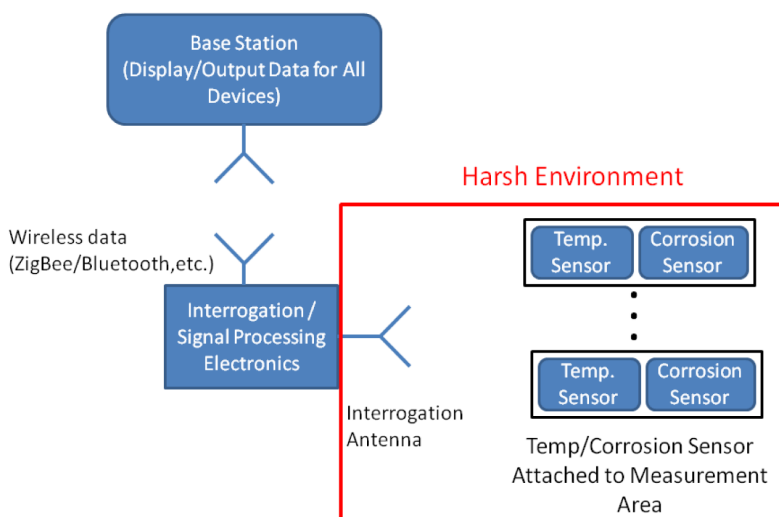 Base Station
(Display/Output Data for All
Devices)
Harsh Environment
Wireless data
(ZigBee/Bluetooth,etc.)
Temp.
Sensor
Corrosion
Sensor
Interrogation /
Signal Processing
Electronics
Temp.
Sensor
Corrosion
Sensor
Interrogation
Antenna
Temp/Corrosion Sensor
Attached to Measurement
Area